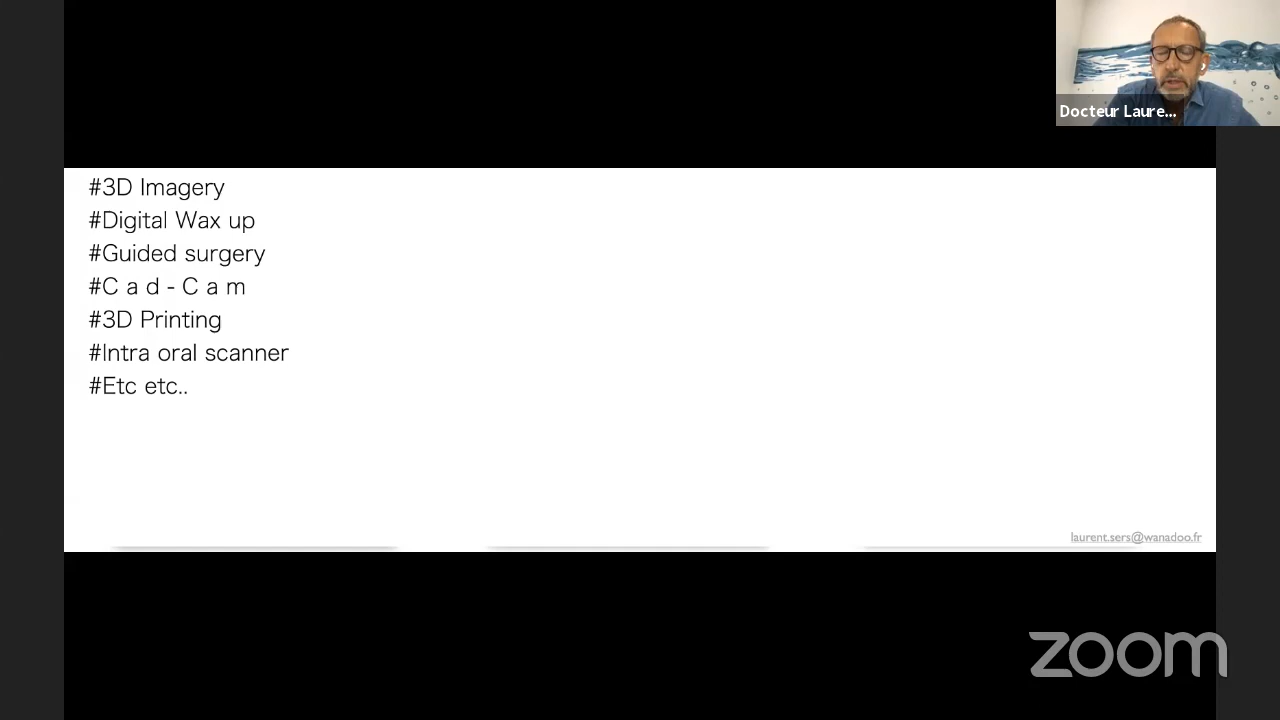 Docteur Laure...
#3D Imagery
#Digital Wax up
#Guided surgery
#C a d - C a m
#3D Printing
#Intra oral scanner
#Etc etc..
laurent.sers@wanadoo.fr
zoom